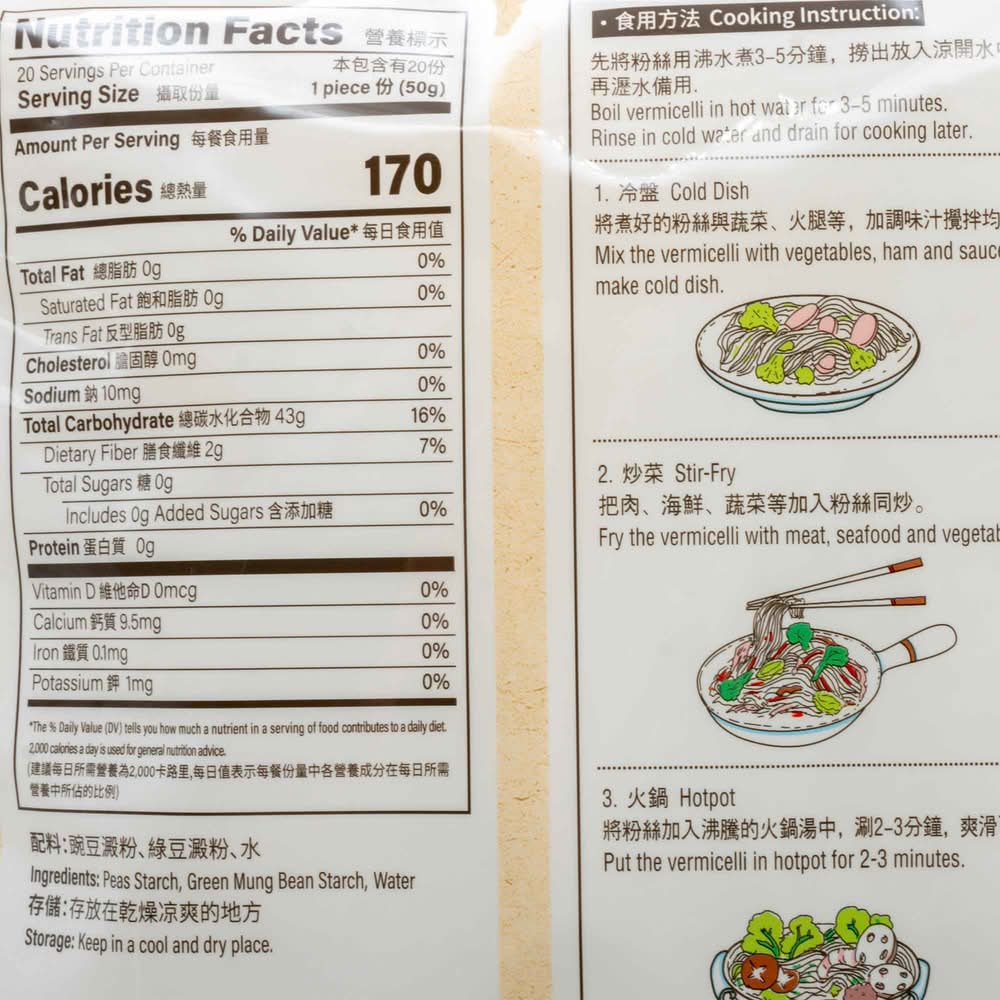 Nutrition Facts 營養標示
20 Servings Per Container 本包含有20份
Serving Size 攝取份量 1 piece 份 (50g)
Amount Per Serving 每餐食用量
Calories 總熱量 170
% Daily Value* 每日食用值
Total Fat 總脂肪 0g 0%
Saturated Fat 飽和脂肪 0g 0%
Trans Fat 反型脂肪 0g
Cholesterol 膽固醇 0mg 0%
Sodium 鈉 10mg 0%
Total Carbohydrate 總碳水化合物 43g 16%
Dietary Fiber 膳食纖維 2g 7%
Total Sugars 糖 0g
Includes 0g Added Sugars 含添加糖 0%
Protein 蛋白質 0g
Vitamin D 維他命D 0mcg 0%
Calcium 鈣質 9.5mg 0%
Iron 鐵質 0.1mg 0%
Potassium 鉀 1mg 0%
*The % Daily Value (DV) tells you how much a nutrient in a serving of food contributes to a daily diet.
2,000 calories a day is used for general nutrition advice.
(建議每日所需營養為2,000卡路里,每日值表示每餐份量中各營養成分在每日所需
營養中所佔的比例)
配料:豌豆澱粉、綠豆澱粉、水
Ingredients: Peas Starch, Green Mung Bean Starch, Water
存儲:存放在乾燥凉爽的地方
Storage: Keep in a cool and dry place.
• 食用方法 Cooking Instruction:
先將粉絲用沸水煮3-5分鐘，撈出放入涼開水
再瀝水備用.
Boil vermicelli in hot water for 3-5 minutes.
Rinse in cold water and drain for cooking later.
1. 冷盤 Cold Dish
將煮好的粉絲與蔬菜、火腿等，加調味汁攪拌均
Mix the vermicelli with vegetables, ham and sauce
make cold dish.
2. 炒菜 Stir-Fry
把肉、海鮮、蔬菜等加入粉絲同炒。
Fry the vermicelli with meat, seafood and vegetab
3. 火鍋 Hotpot
將粉絲加入沸騰的火鍋湯中，涮2-3分鐘，爽滑
Put the vermicelli in hotpot for 2-3 minutes.